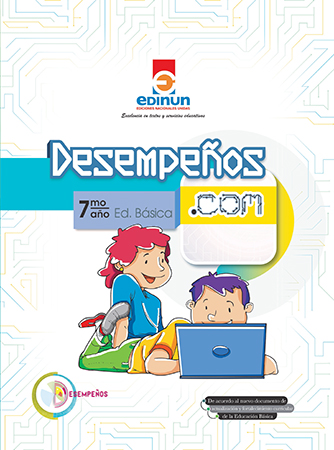 EDINUN
EDICIONES NACIONALES UNIDAS
Excelencia en textos y servicios educativos
Desempeños
.com
7mo año Ed. Básica
DESEMPEÑOS
De acuerdo al nuevo documento de
actualización y fortalecimiento curricular
de la Educación Básica.